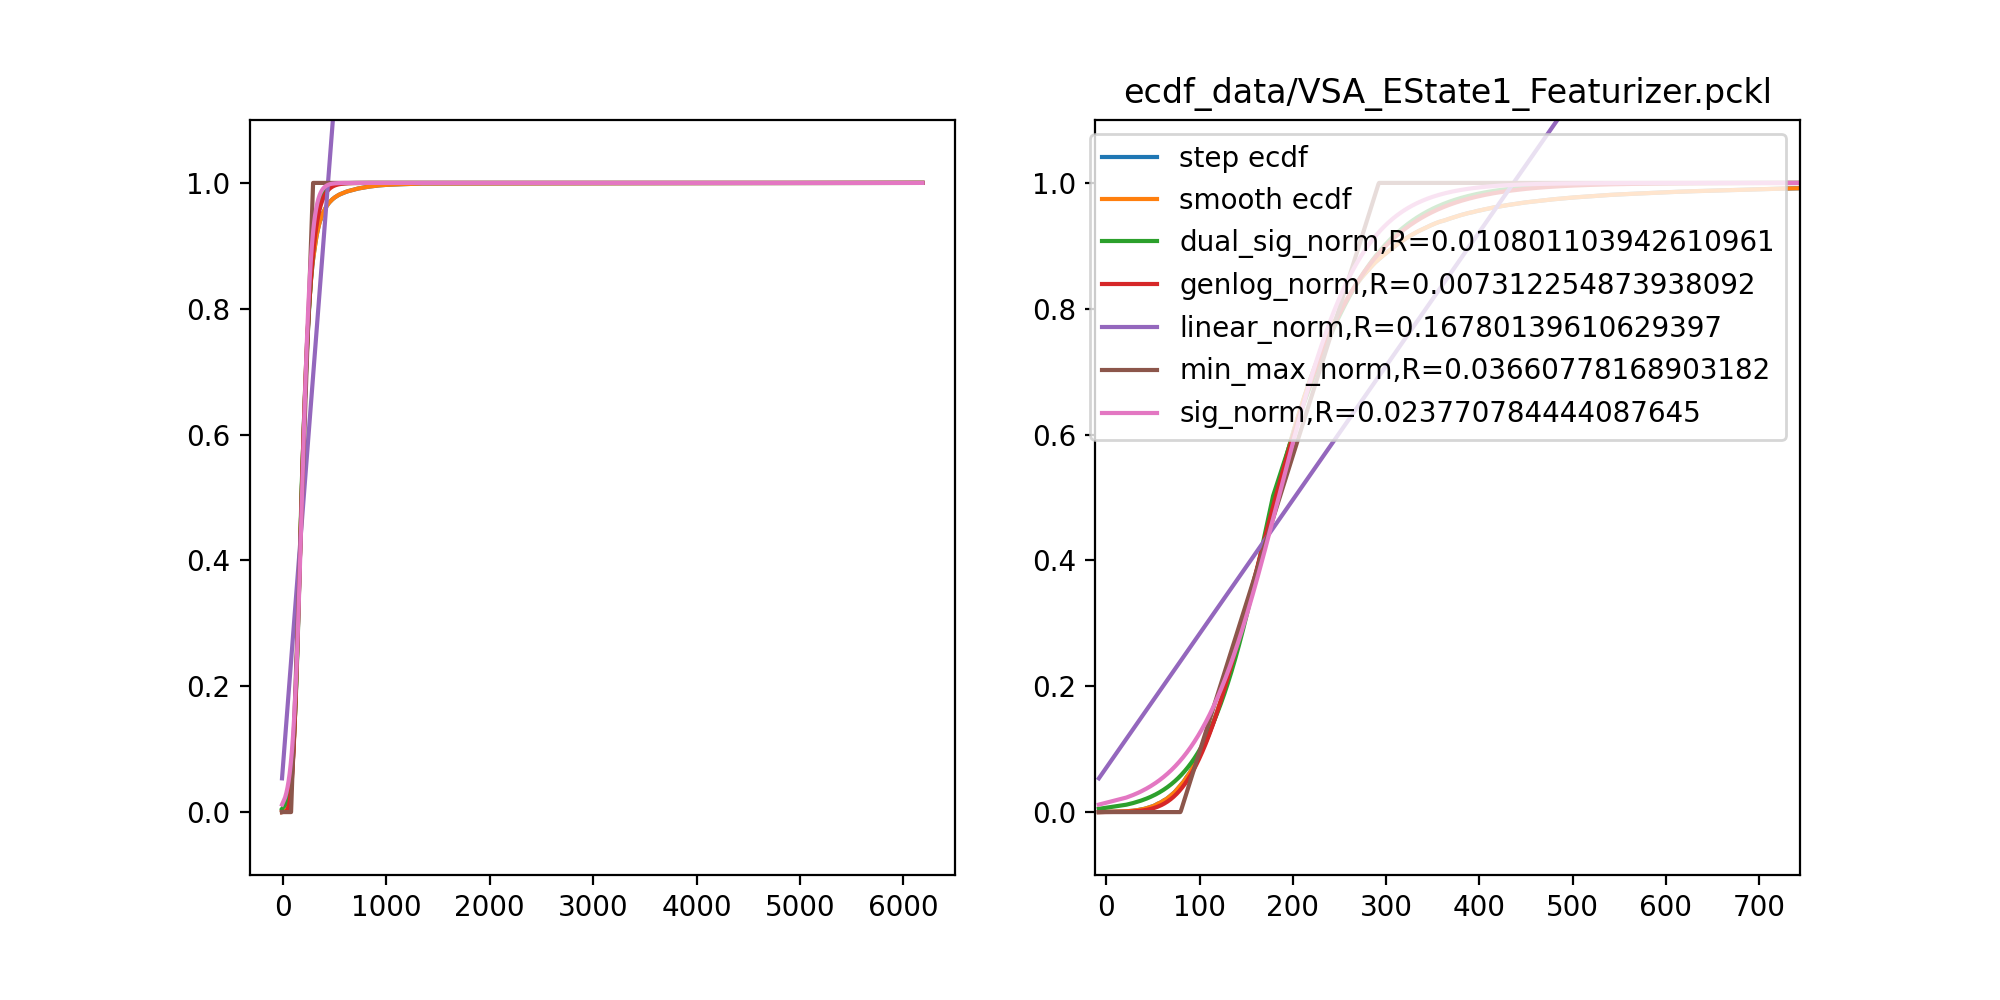 ecdf_data/VSA_EState1_Featurizer.pckl
1.0
0.8
0.6
0.4
0.2
0.0
0 1000 2000 3000 4000 5000 6000
1.0
0.8
0.6
0.4
0.2
0.0
0 100 200 300 400 500 600 700
step ecdf
smooth ecdf
dual_sig_norm,R=0.010801103942610961
genlog_norm,R=0.007312254873938092
linear_norm,R=0.16780139610629397
min_max_norm,R=0.03660778168903182
sig_norm,R=0.023770784444087645